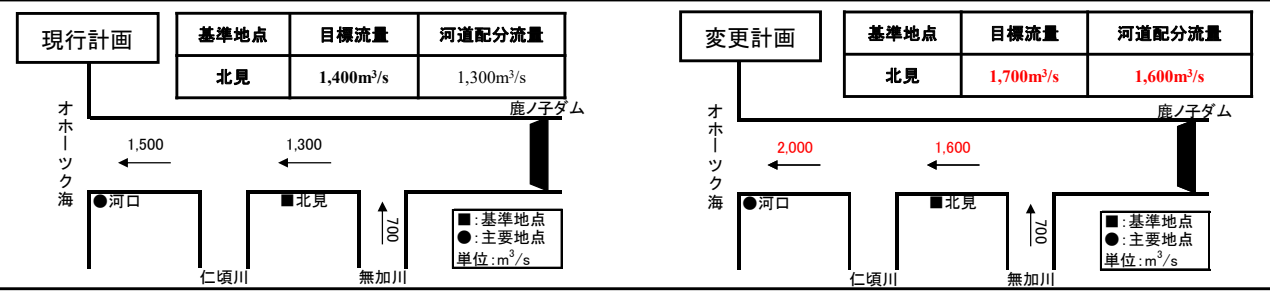 現行計画
基準地点 目標流量 河道配分流量
北見 1,400m³/s 1,300m³/s
オホーツク海
鹿ノ子ダム
1,500 1,300
●河口 ■北見
700
■:基準地点
●:主要地点
単位:m³/s
仁頃川 無加川
変更計画
基準地点 目標流量 河道配分流量
北見 1,700m³/s 1,600m³/s
オホーツク海
鹿ノ子ダム
2,000 1,600
●河口 ■北見
700
■:基準地点
●:主要地点
単位:m³/s
仁頃川 無加川